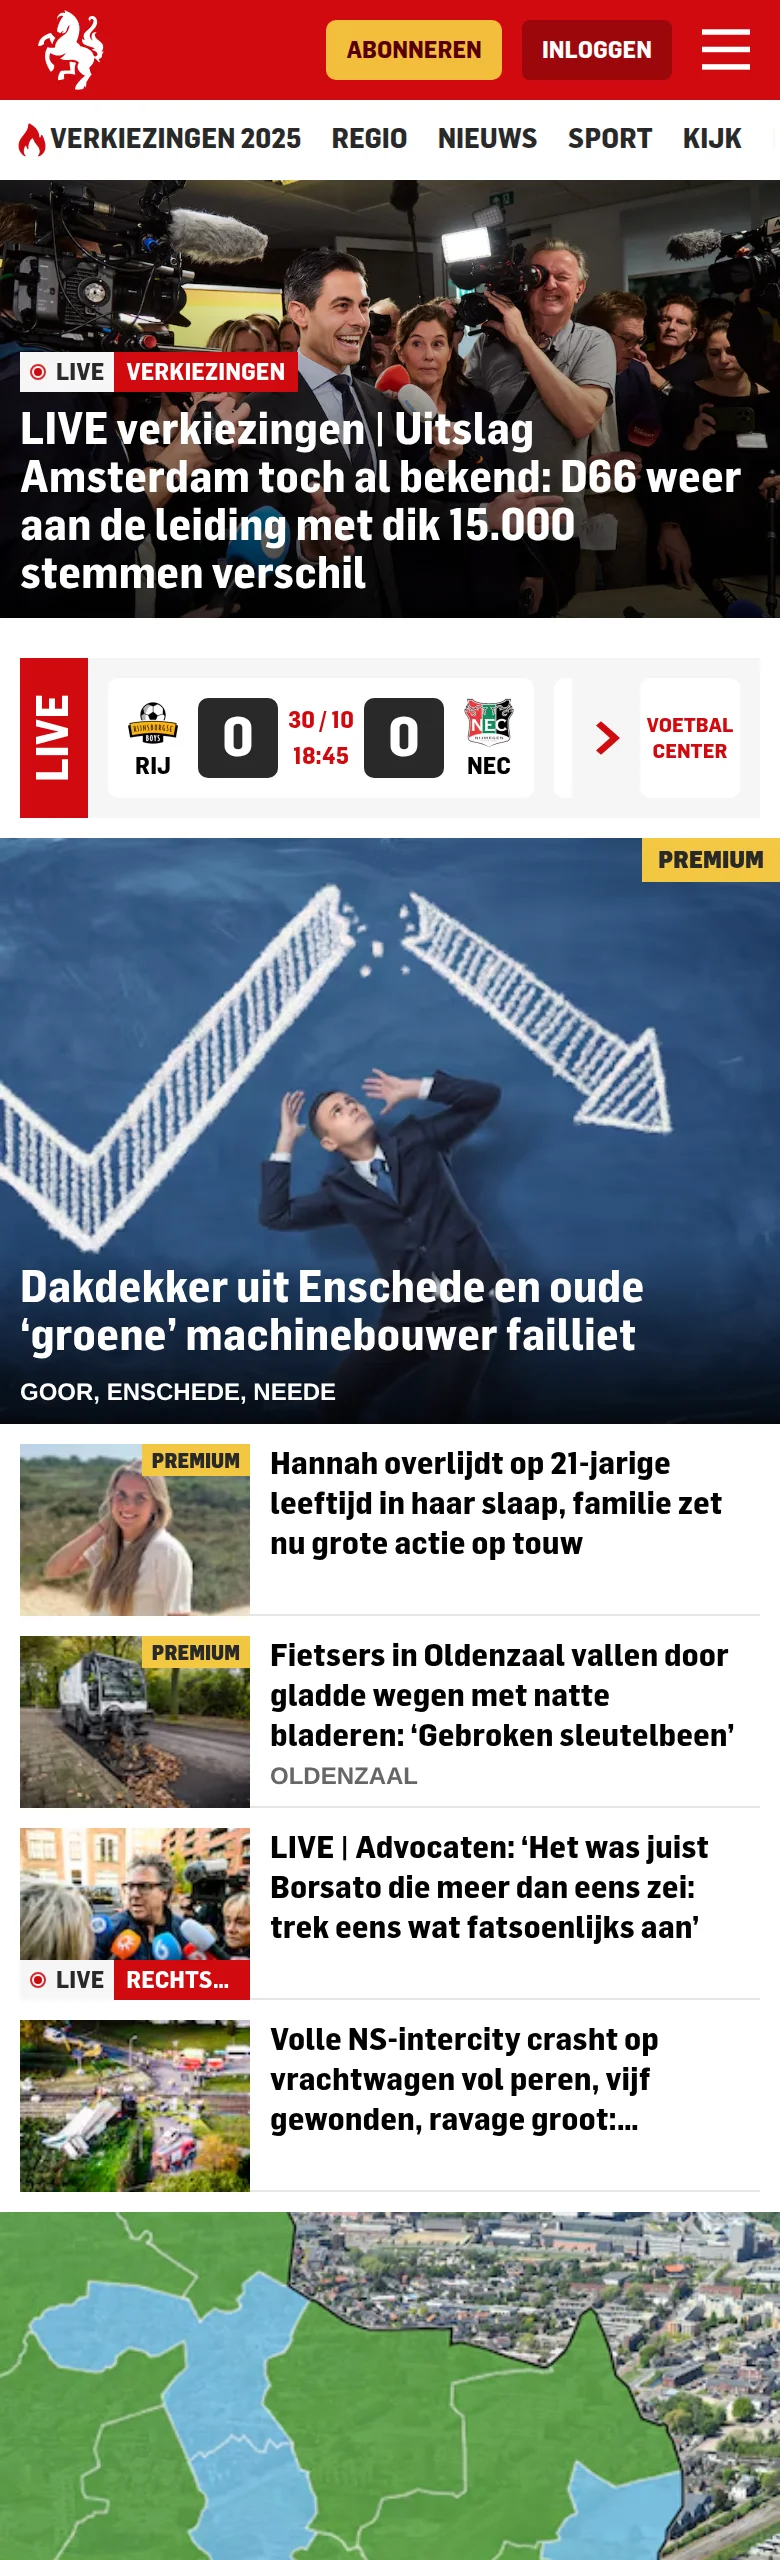 ABONNEREN
INLOGGEN
VERKIEZINGEN 2025 REGIO NIEUWS SPORT KIJK
LIVE VERKIEZINGEN
LIVE verkiezingen | Uitslag
Amsterdam toch al bekend: D66 weer
aan de leiding met dik 15.000
stemmen verschil
LIVE
RIJNSBURGSE
BOYS
RIJ
0
30 / 10
18:45
0
NEC
NIJMEGEN
NEC
VOETBAL
CENTER
PREMIUM
Dakdekker uit Enschede en oude
‘groene’ machinebouwer failliet
GOOR, ENSCHEDE, NEEDE
PREMIUM
Hannah overlijdt op 21-jarige
leeftijd in haar slaap, familie zet
nu grote actie op touw
PREMIUM
Fietsers in Oldenzaal vallen door
gladde wegen met natte
bladeren: ‘Gebroken sleutelbeen’
OLDENZAAL
LIVE | Advocaten: ‘Het was juist
Borsato die meer dan eens zei:
trek eens wat fatsoenlijks aan’
LIVE RECHTS...
Volle NS-intercity crasht op
vrachtwagen vol peren, vijf
gewonden, ravage groot:...